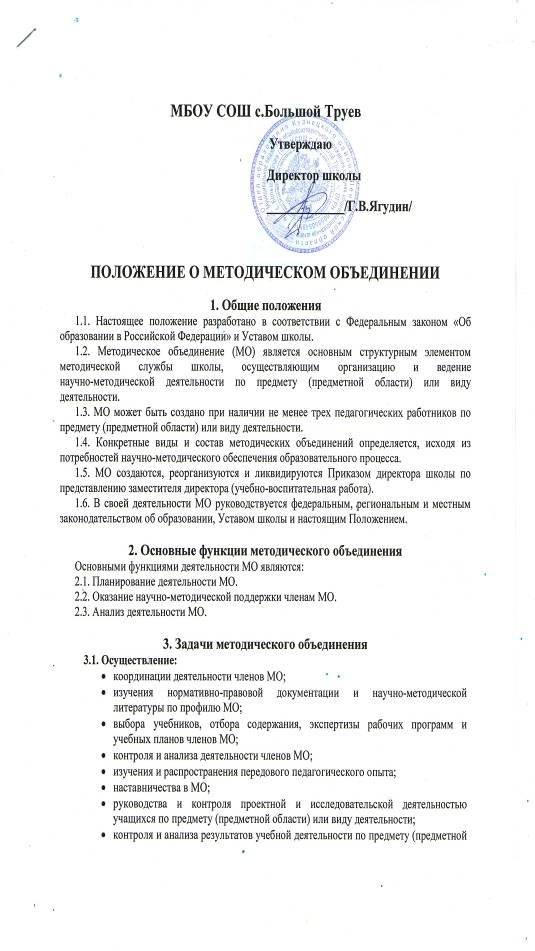 МБОУ СОШ с.Большой Труев
Утверждаю
Директор школы
/Г.В.Ягудин/
ПОЛОЖЕНИЕ О МЕТОДИЧЕСКОМ ОБЪЕДИНЕНИИ
1. Общие положения
1.1. Настоящее положение разработано в соответствии с Федеральным законом «Об
образовании в Российской Федерации» и Уставом школы.
1.2. Методическое объединение (МО) является основным структурным элементом
методической службы школы, осуществляющим организацию и ведение
научно-методической деятельности по предмету (предметной области) или виду
деятельности.
1.3. МО может быть создано при наличии не менее трех педагогических работников по
предмету (предметной области) или виду деятельности.
1.4. Конкретные виды и состав методических объединений определяется, исходя из
потребностей научно-методического обеспечения образовательного процесса.
1.5. МО создаются, реорганизуются и ликвидируются Приказом директора школы по
представлению заместителя директора (учебно-воспитательная работа).
1.6. В своей деятельности МО руководствуется федеральным, региональным и местным
законодательством об образовании, Уставом школы и настоящим Положением.
2. Основные функции методического объединения
Основными функциями деятельности МО являются:
2.1. Планирование деятельности МО.
2.2. Оказание научно-методической поддержки членам МО.
2.3. Анализ деятельности МО.
3. Задачи методического объединения
3.1. Осуществление:
• координации деятельности членов МО;
• изучения нормативно-правовой документации и научно-методической
литературы по профилю МО;
• выбора учебников, отбора содержания, экспертизы рабочих программ и
учебных планов членов МО;
• контроля и анализа деятельности членов МО;
• изучения и распространения передового педагогического опыта;
• наставничества в МО;
• руководства и контроля проектной и исследовательской деятельностью
учащихся по предмету (предметной области) или виду деятельности;
• контроля и анализа результатов учебной деятельности по предмету (предметной